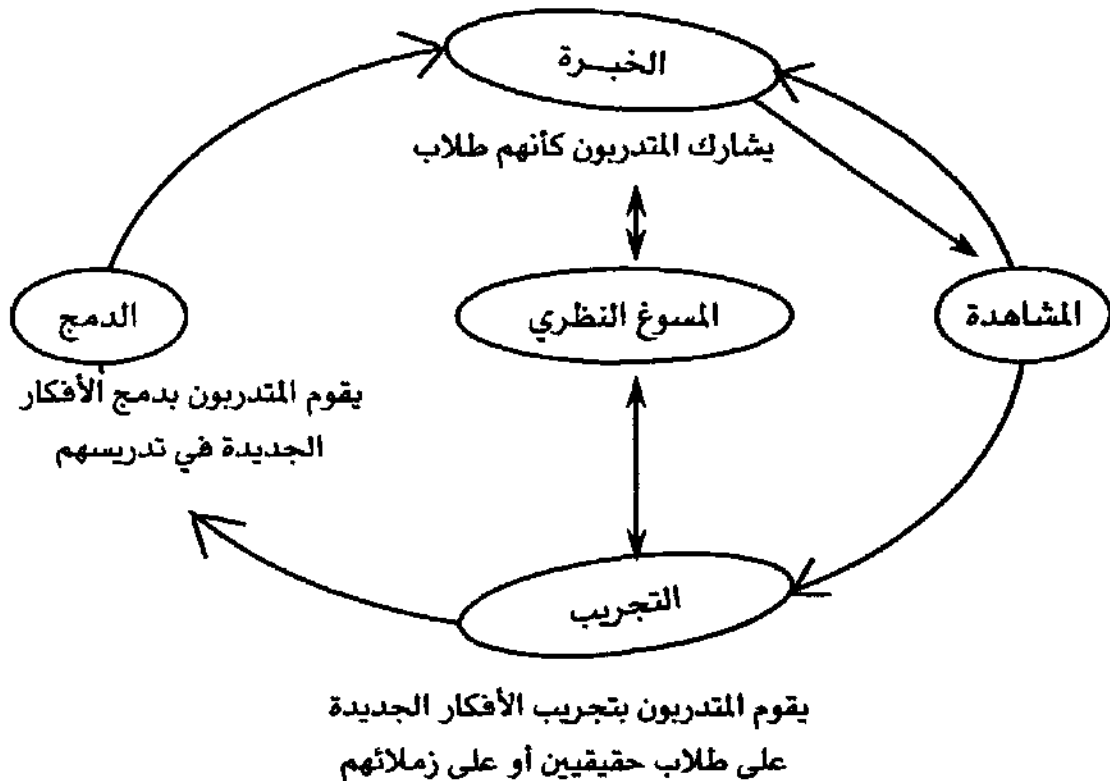 الخبــرة
يشارك المتدربون كأنهم طلاب
المشاهدة
المسوغ النظري
الدمج
يقوم المتدربون بدمج الأفكار
الجديدة في تدريسهم
التجريب
يقوم المتدربون بتجريب الأفكار الجديدة
على طلاب حقيقيين أو على زملائهم